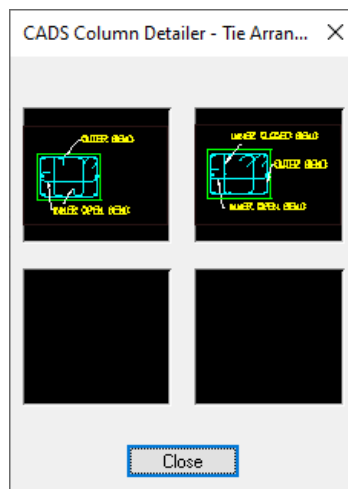 CADS Column Detailer - Tie Arran...
OUTER BEND
INNER OPEN BEND
INNER CLOSED BEND
OUTER BEND
INNER OPEN BEND
Close